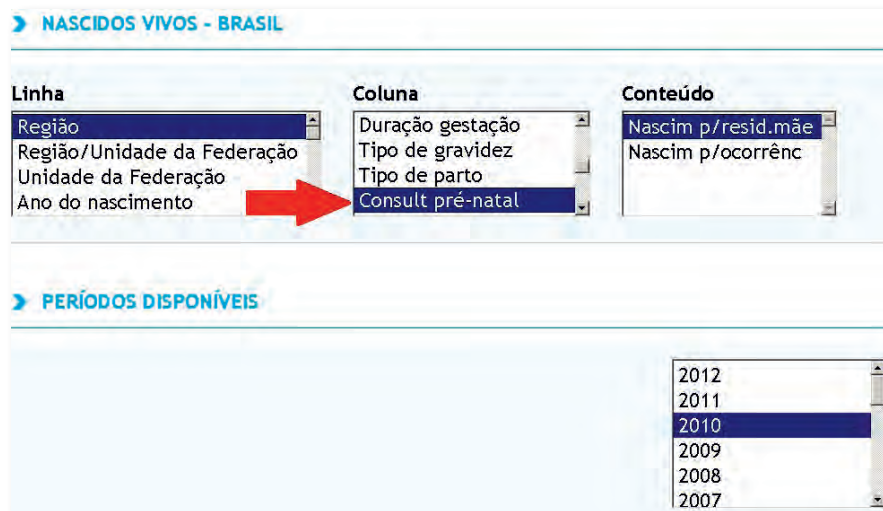 NASCIDOS VIVOS - BRASIL
Linha
Região
Região/Unidade da Federação
Unidade da Federação
Ano do nascimento
Coluna
Duração gestação
Tipo de gravidez
Tipo de parto
Consult pré-natal
Conteúdo
Nascim p/resid.mãe
Nascim p/ocorrênc
PERÍODOS DISPONÍVEIS
2012
2011
2010
2009
2008
2007